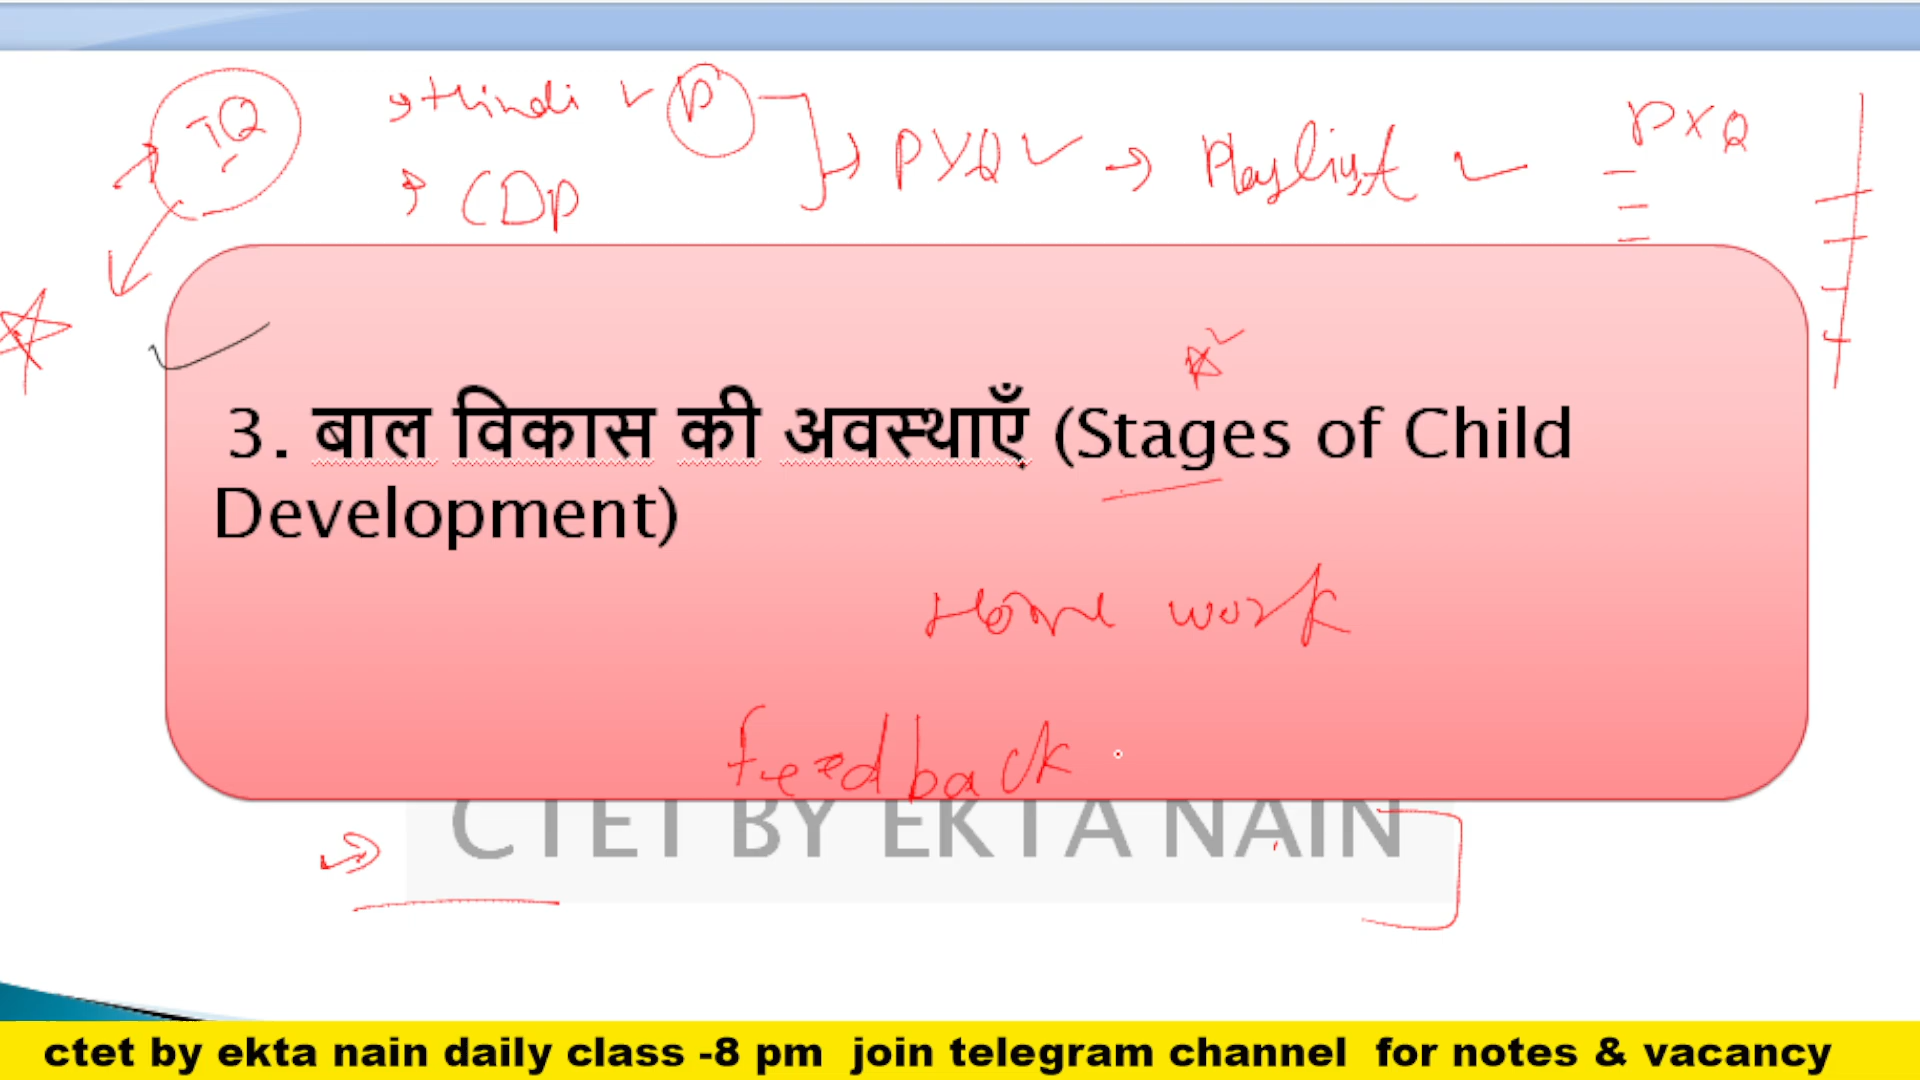 TQ
Hindi P
CDP
PYQ → Playlist
PYQ
3. बाल विकास की अवस्थाएँ (Stages of Child
Development)
Home work
feedback
CTET BY EKTA NAIN
ctet by ekta nain daily class -8 pm join telegram channel for notes & vacancy